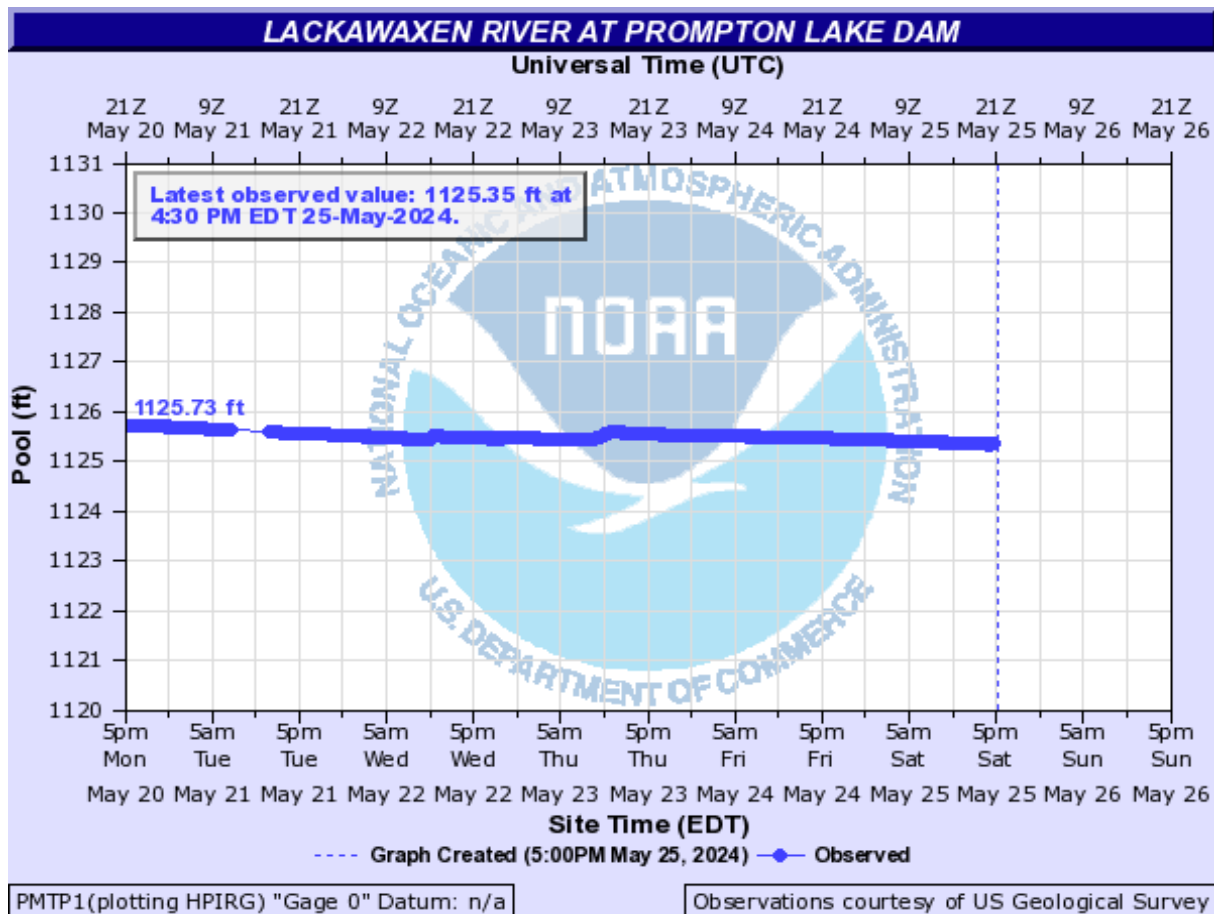 LACKAWAXEN RIVER AT PROMPTON LAKE DAM
Universal Time (UTC)
21Z 9Z 21Z 9Z 21Z 9Z 21Z 9Z 21Z 9Z 21Z 9Z 21Z
May 20 May 21 May 21 May 22 May 22 May 23 May 23 May 24 May 24 May 25 May 25 May 26 May 26
1131
1130
1129
1128
1127
1126
1125
1124
1123
1122
1121
1120
Pool (ft)
Latest observed value: 1125.35 ft at
4:30 PM EDT 25-May-2024.
1125.73 ft
NATIONAL OCEANIC AND ATMOSPHERIC ADMINISTRATION
NOAA
U.S. DEPARTMENT OF COMMERCE
5pm 5am 5pm 5am 5pm 5am 5pm 5am 5pm 5am 5pm 5am 5pm
Mon Tue Tue Wed Wed Thu Thu Fri Fri Sat Sat Sun Sun
May 20 May 21 May 21 May 22 May 22 May 23 May 23 May 24 May 24 May 25 May 25 May 26 May 26
Site Time (EDT)
Graph Created (5:00PM May 25, 2024) Observed
PMTP1(plotting HPIRG) "Gage 0" Datum: n/a
Observations courtesy of US Geological Survey